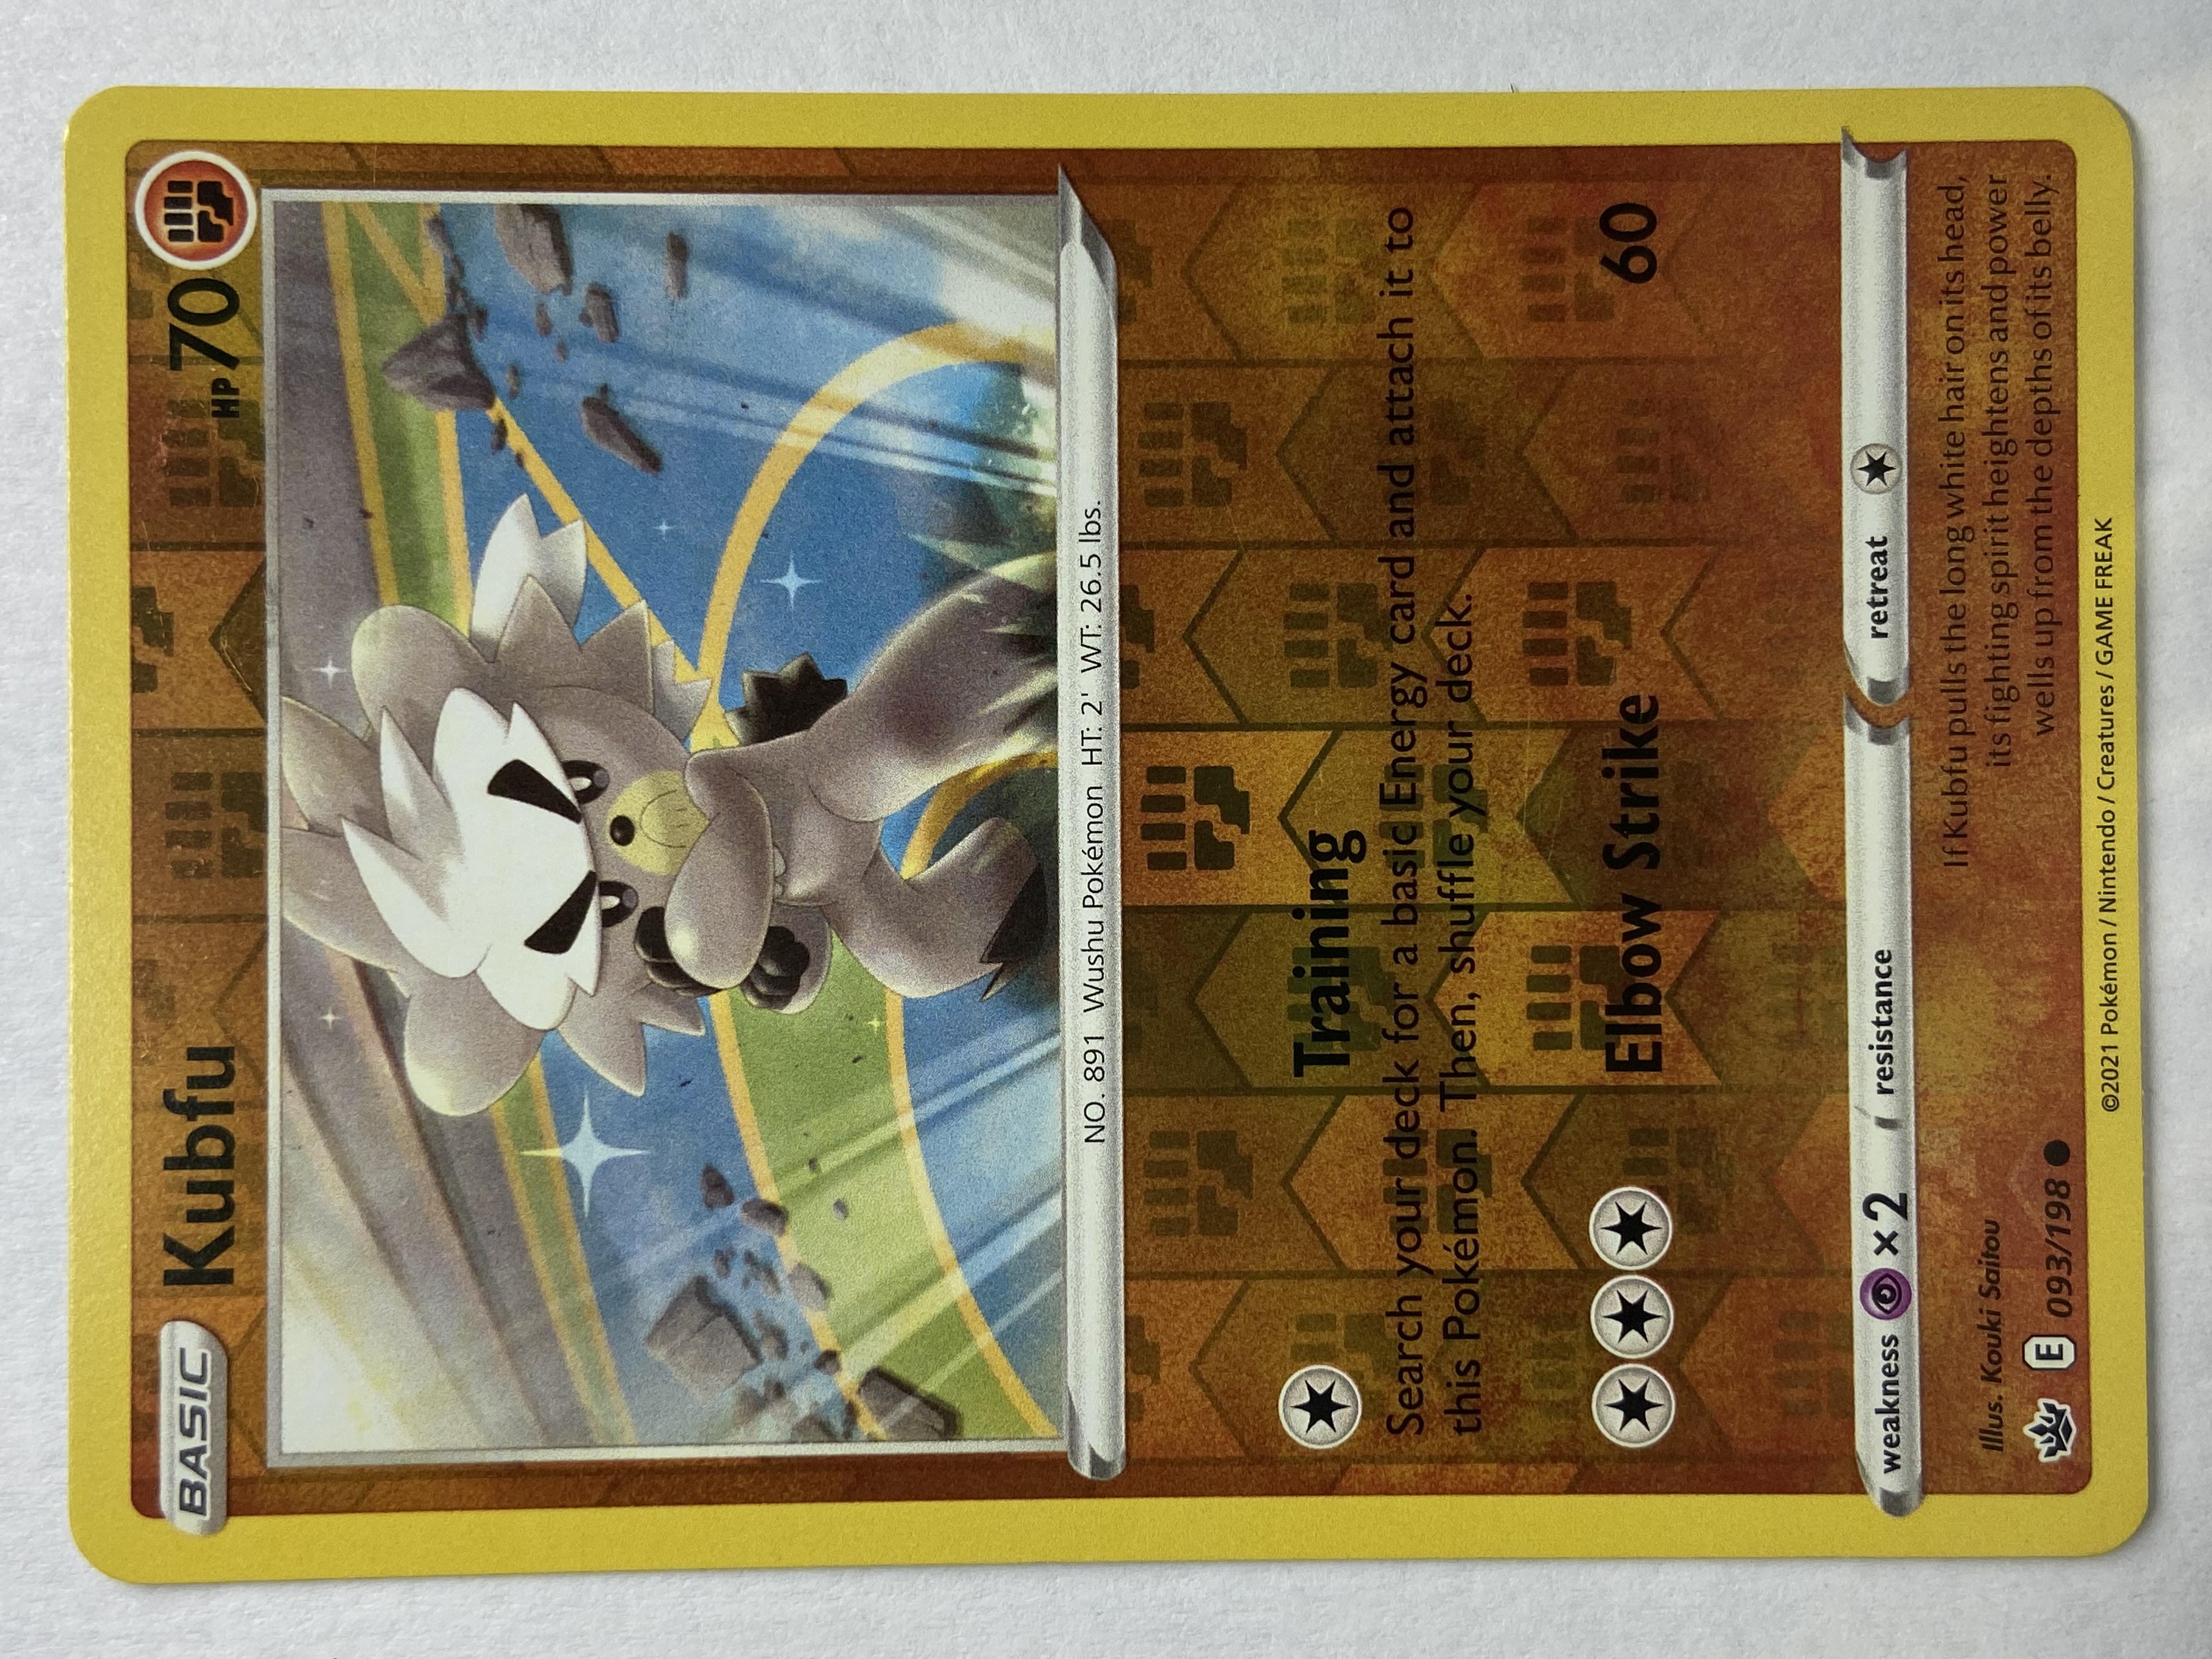 BASIC Kubfu HP 70
NO. 891 Wushu Pokémon HT: 2' WT: 26.5 lbs.
Training
Search your deck for a basic Energy card and attach it to
this Pokémon. Then, shuffle your deck.
Elbow Strike 60
weakness ×2 resistance retreat
If Kubfu pulls the long white hair on its head,
its fighting spirit heightens and power
wells up from the depths of its belly.
Illus. Kouki Saitou
E 093/198
©2021 Pokémon / Nintendo / Creatures / GAME FREAK